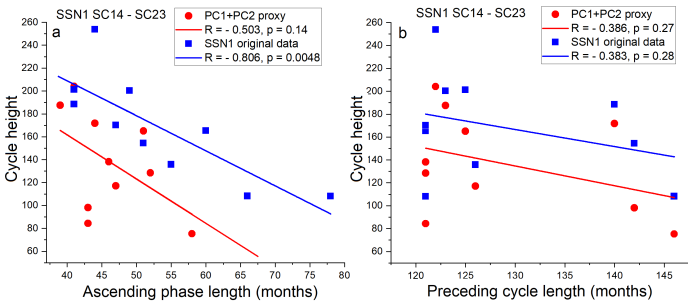 SSN1 SC14 - SC23
a
PC1+PC2 proxy
R = - 0.503, p = 0.14
SSN1 original data
R = - 0.806, p = 0.0048
Cycle height
260
240
220
200
180
160
140
120
100
80
60
40 45 50 55 60 65 70 75 80
Ascending phase length (months)
SSN1 SC14 - SC23
b
PC1+PC2 proxy
R = - 0.386, p = 0.27
SSN1 original data
R = - 0.383, p = 0.28
Cycle height
260
240
220
200
180
160
140
120
100
80
60
120 125 130 135 140 145
Preceding cycle length (months)